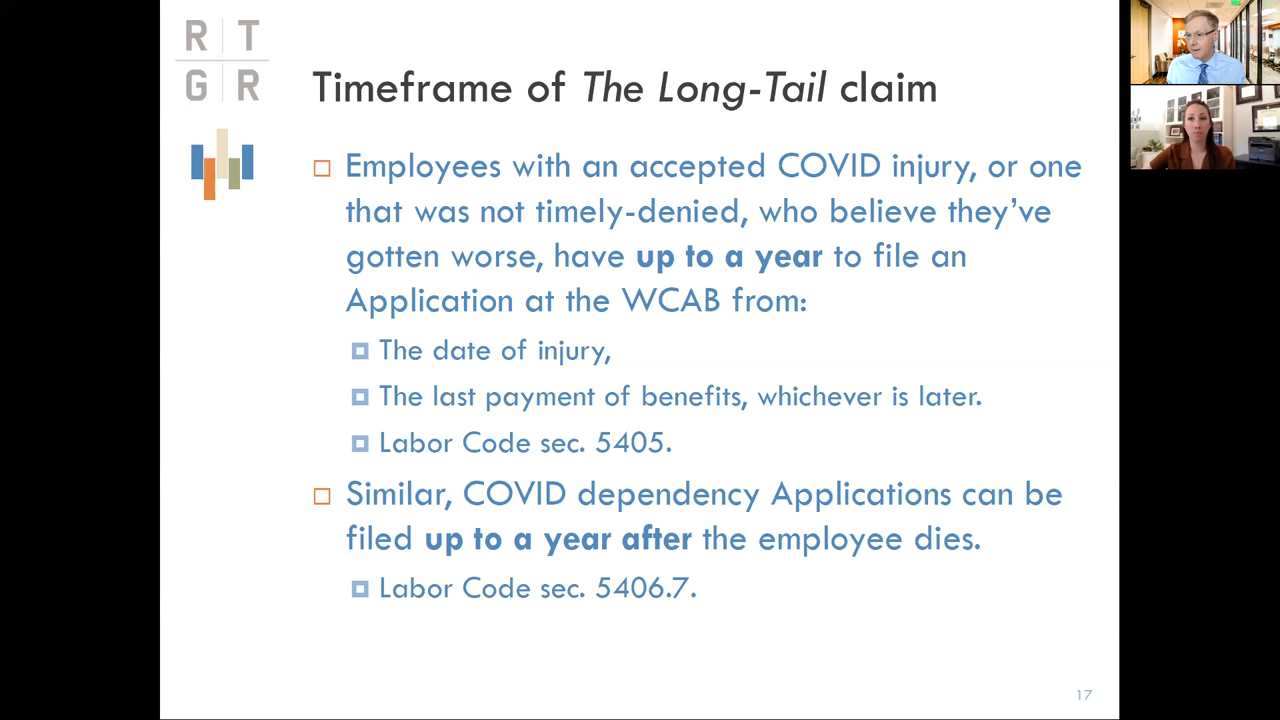 R T
G R
Timeframe of The Long-Tail claim
Employees with an accepted COVID injury, or one
that was not timely-denied, who believe they’ve
gotten worse, have up to a year to file an
Application at the WCAB from:
The date of injury,
The last payment of benefits, whichever is later.
Labor Code sec. 5405.
Similar, COVID dependency Applications can be
filed up to a year after the employee dies.
Labor Code sec. 5406.7.
17